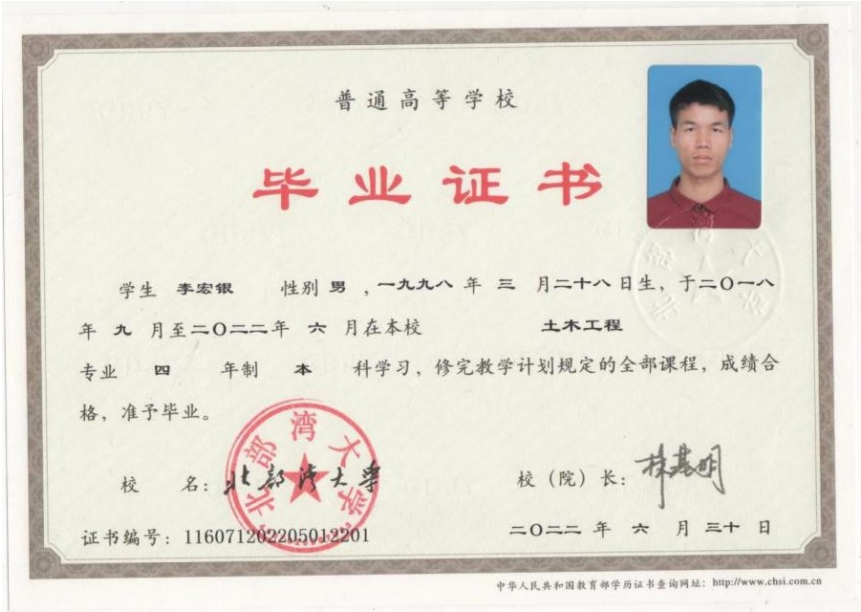 普通高等学校
毕业证书
学生 李宏银 性别 男 ，一九九八 年 三 月二十八日生，于二〇一八
年 九 月至二〇二二年 六 月在本校 土木工程
专业 四 年制 本 科学习，修完教学计划规定的全部课程，成绩合
格，准予毕业。
北部湾大学
校 名：北部湾大学 校（院）长：
证书编号：116071202205012201 二〇二二 年 六 月 三十 日
中华人民共和国教育部学历证书查询网址：http://www.chsi.com.cn